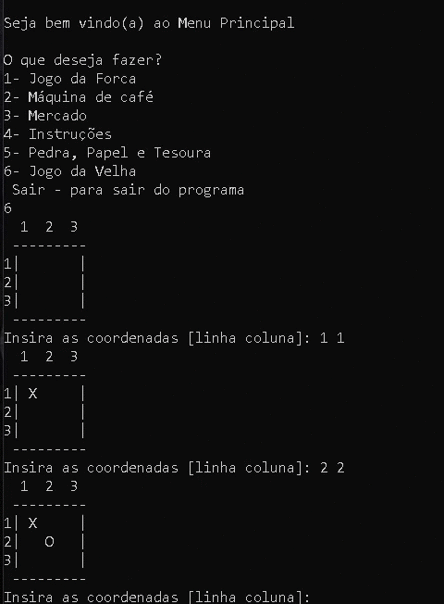 Seja bem vindo(a) ao Menu Principal
O que deseja fazer?
1- Jogo da Forca
2- Máquina de café
3- Mercado
4- Instruções
5- Pedra, Papel e Tesoura
6- Jogo da Velha
 Sair - para sair do programa
6
  1  2  3
 ---------
1|       |
2|       |
3|       |
 ---------
Insira as coordenadas [linha coluna]: 1 1
  1  2  3
 ---------
1| X     |
2|       |
3|       |
 ---------
Insira as coordenadas [linha coluna]: 2 2
  1  2  3
 ---------
1| X     |
2|   O   |
3|       |
 ---------
Insira as coordenadas [linha coluna]: